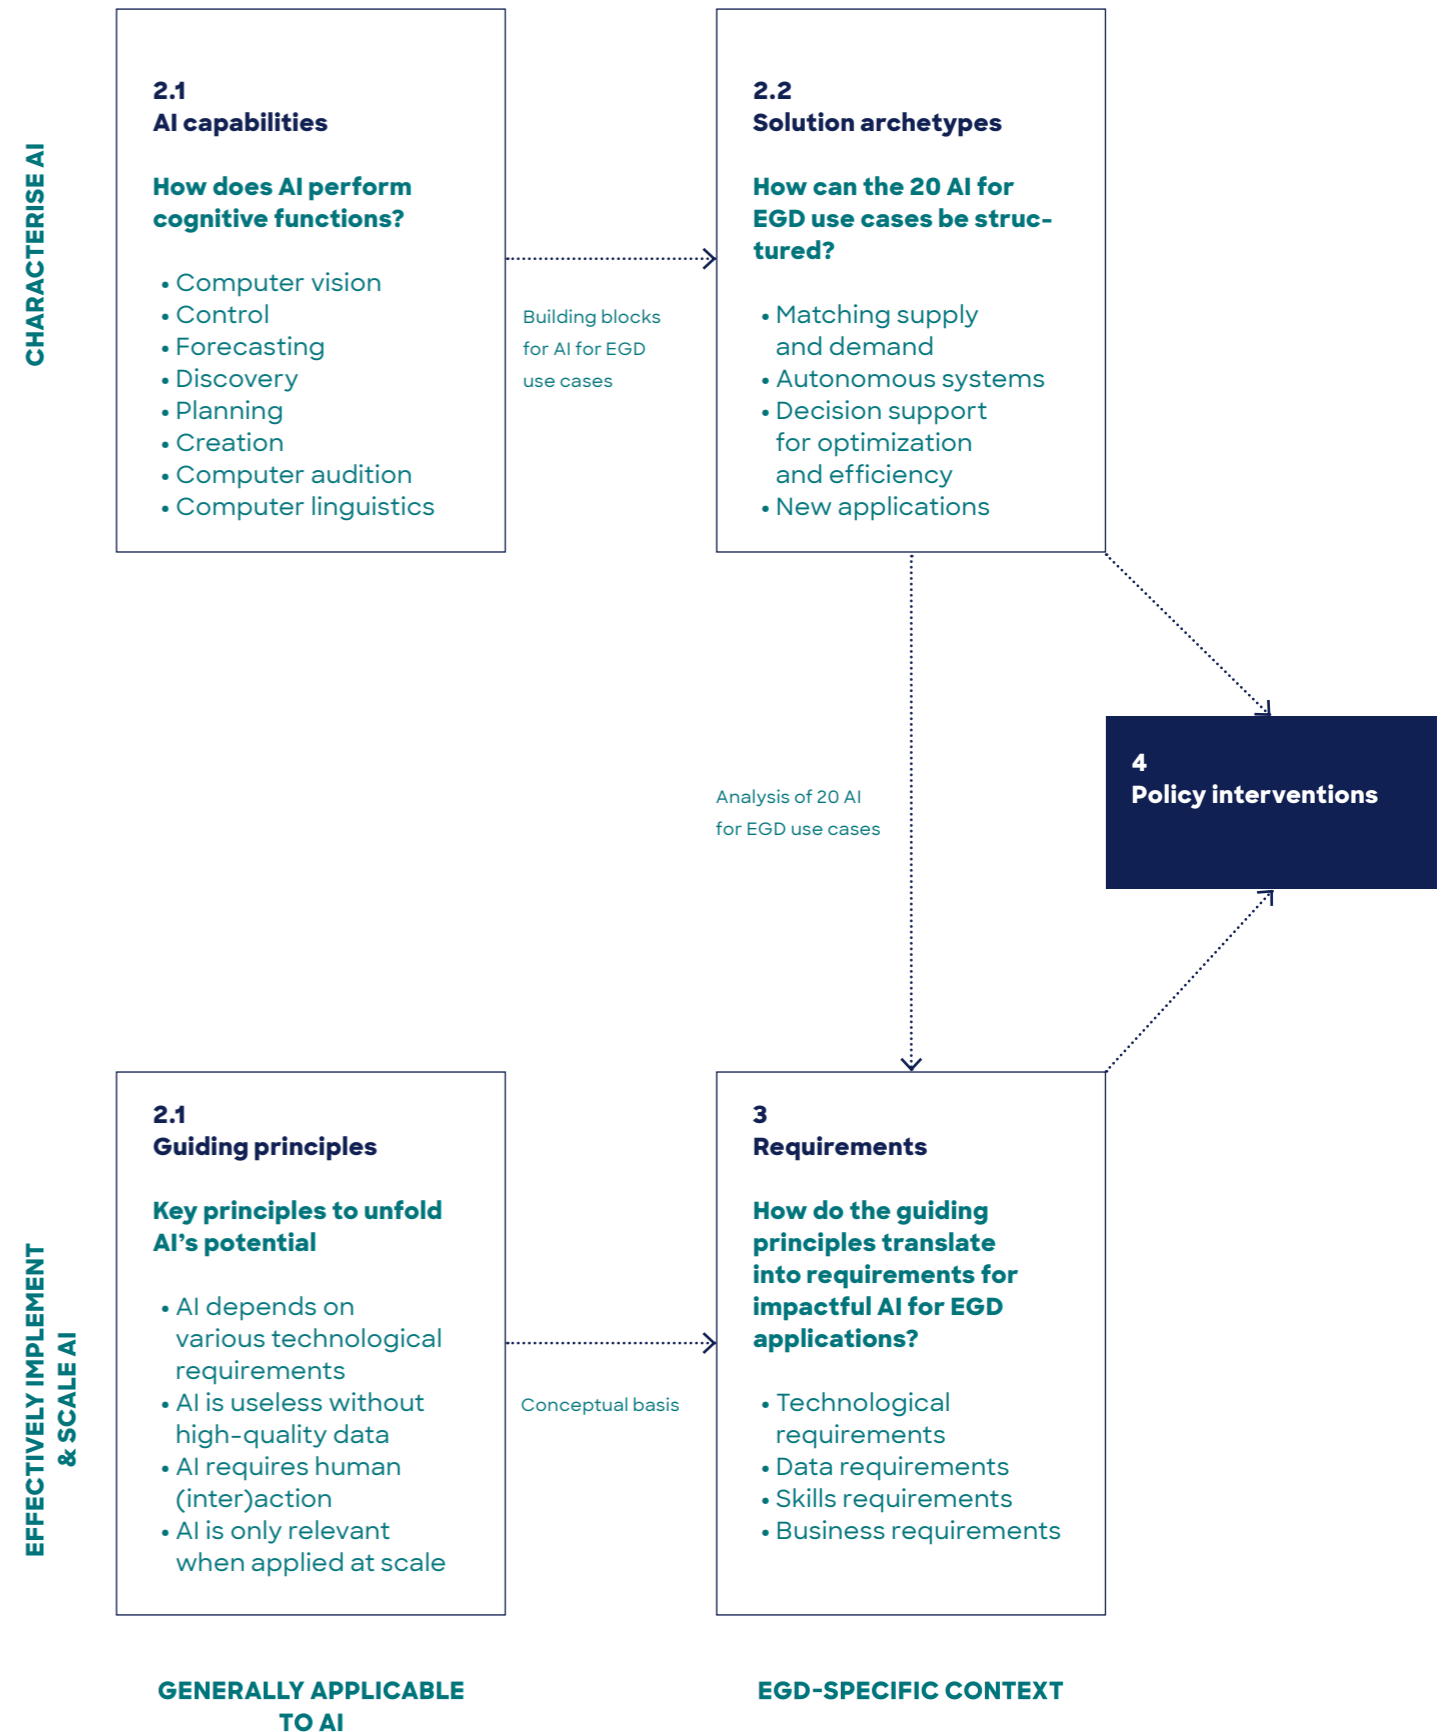 CHARACTERISE AI
2.1
AI capabilities
How does AI perform
cognitive functions?
• Computer vision
• Control
• Forecasting
• Discovery
• Planning
• Creation
• Computer audition
• Computer linguistics
Building blocks
for AI for EGD
use cases
2.2
Solution archetypes
How can the 20 AI for
EGD use cases be struc-
tured?
• Matching supply
and demand
• Autonomous systems
• Decision support
for optimization
and efficiency
• New applications
Analysis of 20 AI
for EGD use cases
4
Policy interventions
EFFECTIVELY IMPLEMENT
& SCALE AI
2.1
Guiding principles
Key principles to unfold
AI’s potential
• AI depends on
various technological
requirements
• AI is useless without
high-quality data
• AI requires human
(inter)action
• AI is only relevant
when applied at scale
Conceptual basis
3
Requirements
How do the guiding
principles translate
into requirements for
impactful AI for EGD
applications?
• Technological
requirements
• Data requirements
• Skills requirements
• Business requirements
GENERALLY APPLICABLE
TO AI
EGD-SPECIFIC CONTEXT